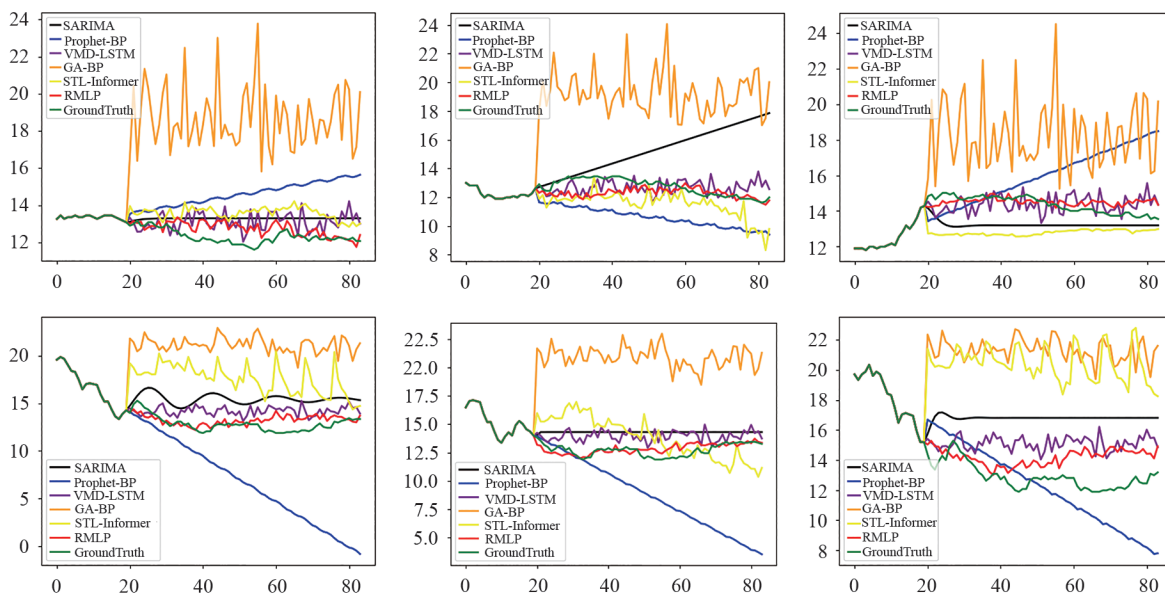 24
22
20
18
16
14
12
SARIMA
Prophet-BP
VMD-LSTM
GA-BP
STL-Informer
RMLP
GroundTruth
0 20 40 60 80
24
22
20
18
16
14
12
10
8
SARIMA
Prophet-BP
VMD-LSTM
GA-BP
STL-Informer
RMLP
GroundTruth
0 20 40 60 80
24
22
20
18
16
14
12
SARIMA
Prophet-BP
VMD-LSTM
GA-BP
STL-Informer
RMLP
GroundTruth
0 20 40 60 80
20
15
10
5
0
SARIMA
Prophet-BP
VMD-LSTM
GA-BP
STL-Informer
RMLP
GroundTruth
0 20 40 60 80
22.5
20.0
17.5
15.0
12.5
10.0
7.5
5.0
SARIMA
Prophet-BP
VMD-LSTM
GA-BP
STL-Informer
RMLP
GroundTruth
0 20 40 60 80
22
20
18
16
14
12
10
8
SARIMA
Prophet-BP
VMD-LSTM
GA-BP
STL-Informer
RMLP
GroundTruth
0 20 40 60 80